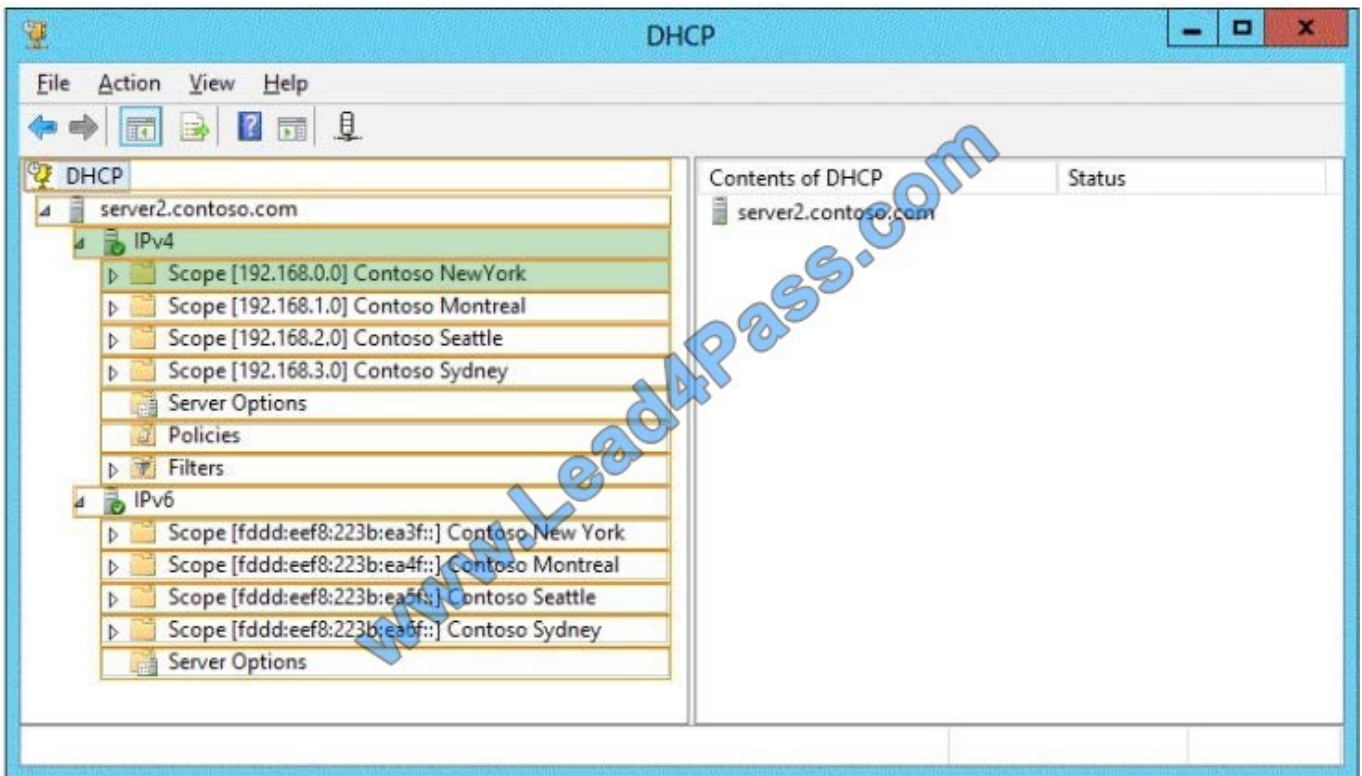 DHCP
File Action View Help
DHCP
server2.contoso.com
IPv4
Scope [192.168.0.0] Contoso NewYork
Scope [192.168.1.0] Contoso Montreal
Scope [192.168.2.0] Contoso Seattle
Scope [192.168.3.0] Contoso Sydney
Server Options
Policies
Filters
IPv6
Scope [fddd:eef8:223b:ea3f::] Contoso New York
Scope [fddd:eef8:223b:ea4f::] Contoso Montreal
Scope [fddd:eef8:223b:ea5f::] Contoso Seattle
Scope [fddd:eef8:223b:ea6f::] Contoso Sydney
Server Options
Contents of DHCP Status
server2.contoso.com
www.Lead4Pass.com